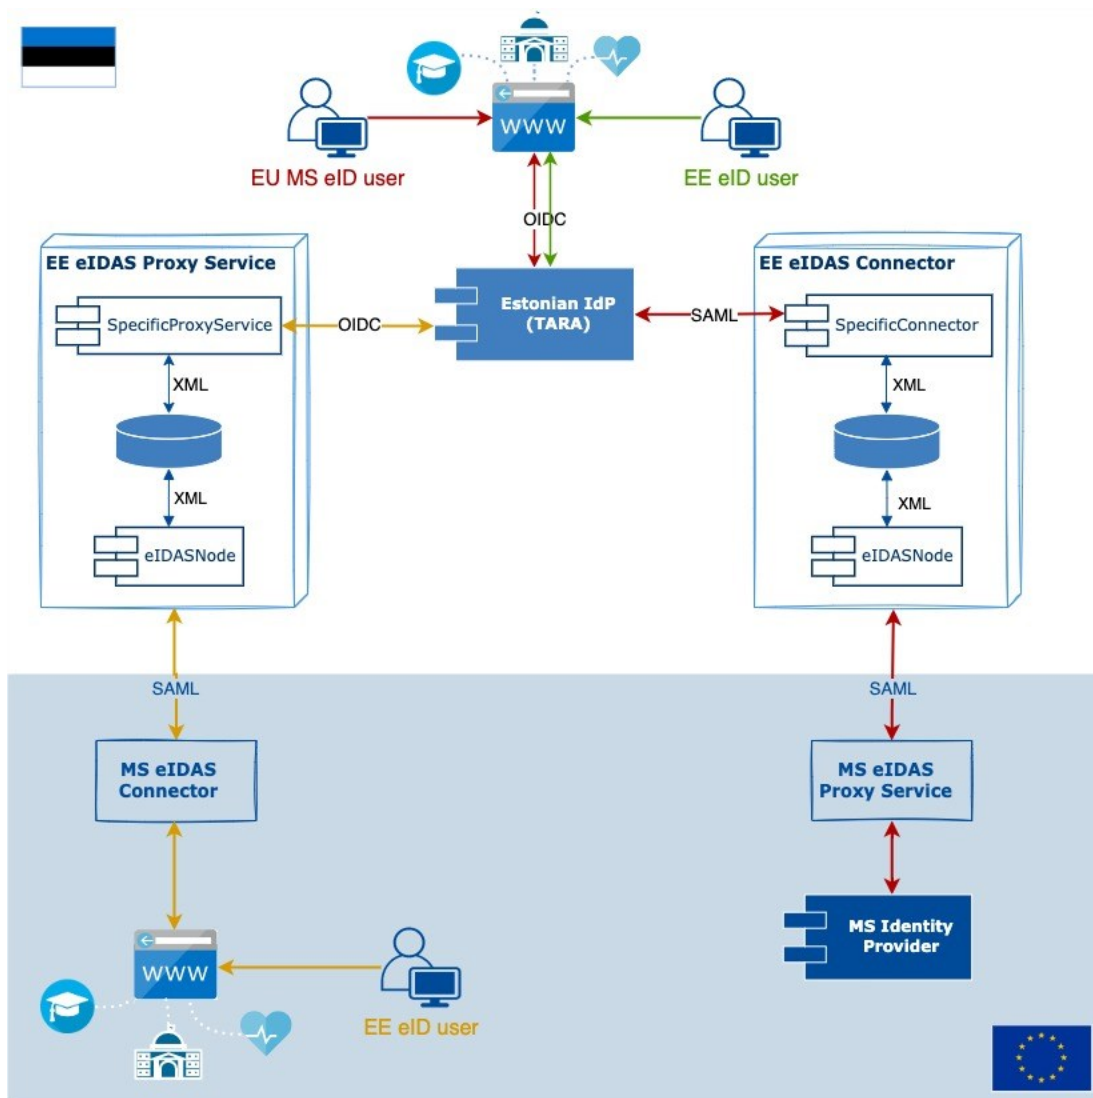 WWW
EU MS eID user
EE eID user
OIDC
EE eIDAS Proxy Service
EE eIDAS Connector
Estonian IdP
(TARA)
SpecificProxyService
OIDC
SAML
SpecificConnector
XML
XML
XML
XML
eIDASNode
eIDASNode
SAML
SAML
MS eIDAS
Connector
MS eIDAS
Proxy Service
MS Identity
Provider
WWW
EE eID user